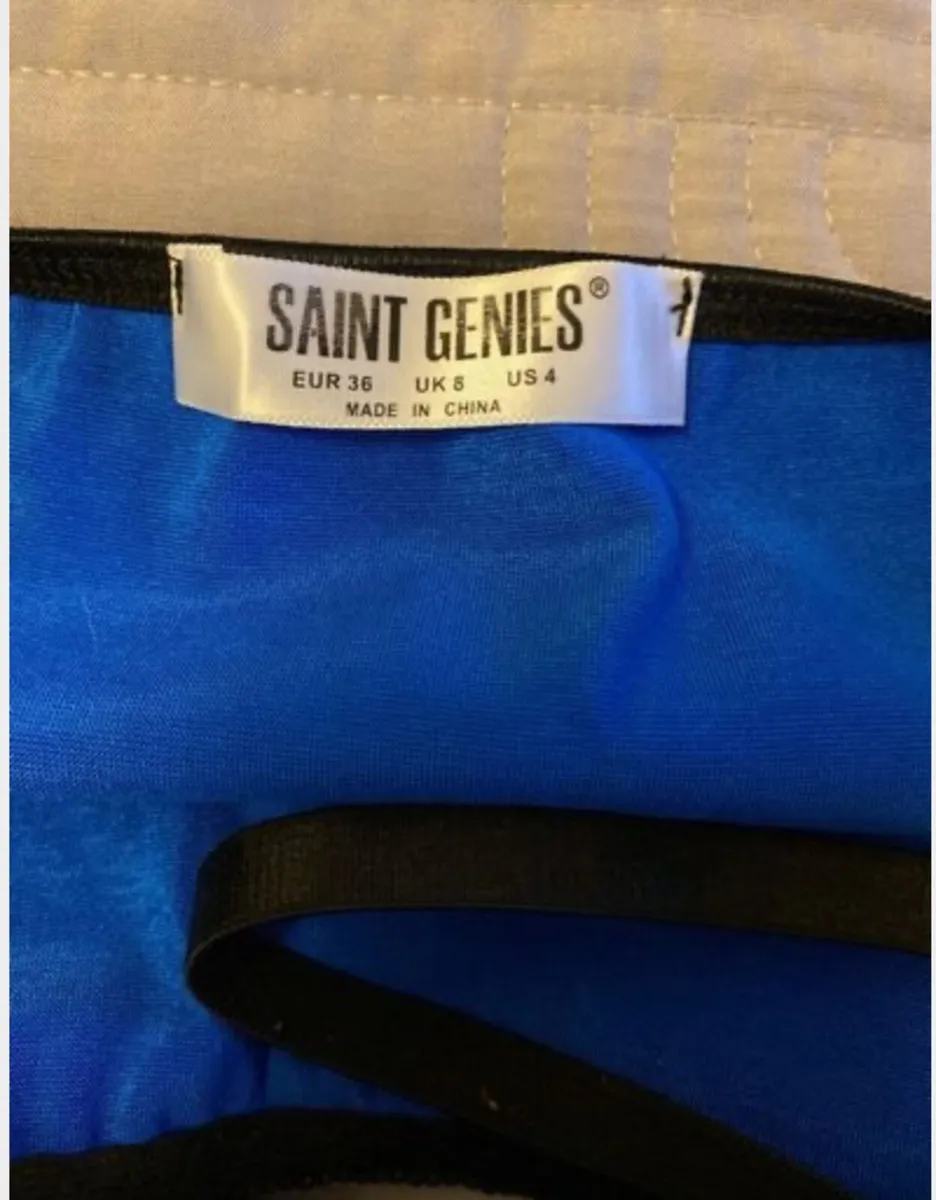 SAINT GENIES®
EUR 36 UK 8 US 4
MADE IN CHINA